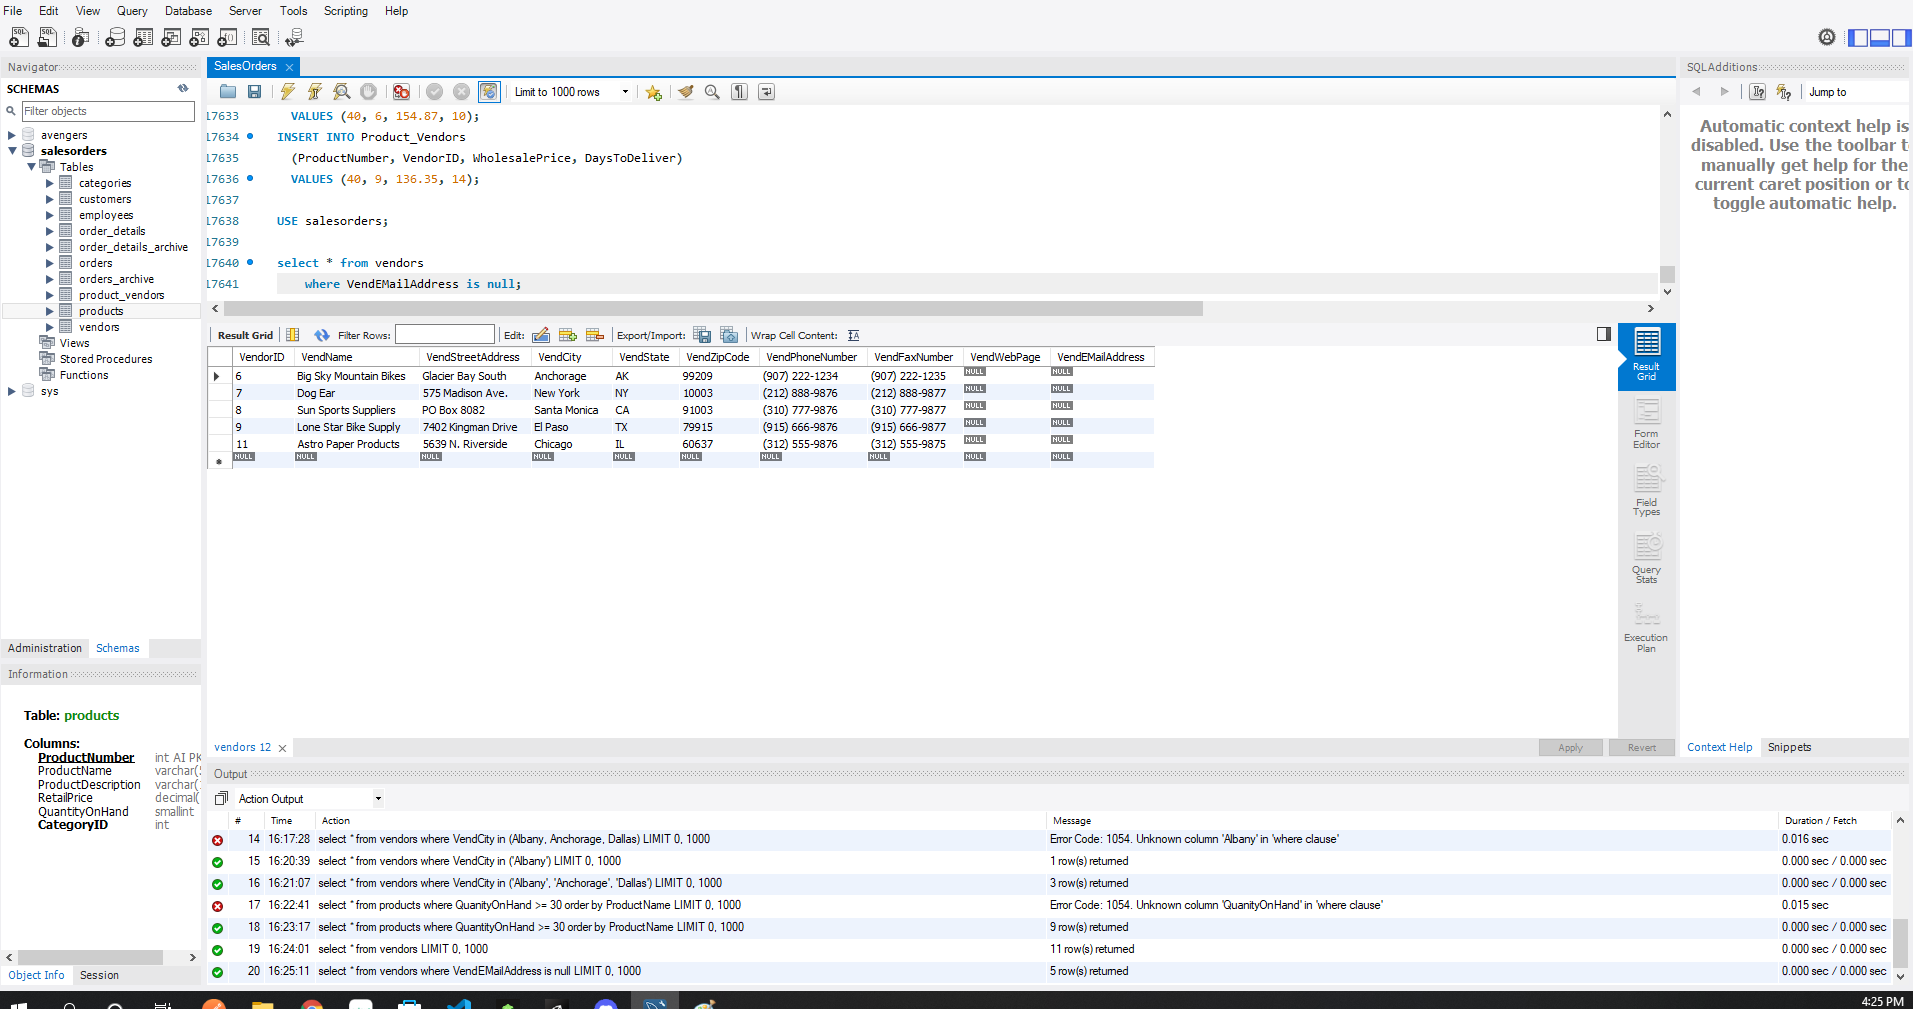 File Edit View Query Database Server Tools Scripting Help
Navigator
SCHEMAS
Filter objects
avengers
salesorders
Tables
categories
customers
employees
order_details
order_details_archive
orders
orders_archive
product_vendors
products
vendors
Views
Stored Procedures
Functions
sys
Administration Schemas
Information
Table: products
Columns:
ProductNumber int AI PK
ProductName varchar(
ProductDescription varchar(
RetailPrice decimal(
QuantityOnHand smallint
CategoryID int
Object Info Session
SalesOrders
Limit to 1000 rows
17633 VALUES (40, 6, 154.87, 10);
17634 INSERT INTO Product_Vendors
17635 (ProductNumber, VendorID, WholesalePrice, DaysToDeliver)
17636 VALUES (40, 9, 136.35, 14);
17637
17638 USE salesorders;
17639
17640 select * from vendors
17641 where VendEMailAddress is null;
Result Grid Filter Rows: Edit: Export/Import: Wrap Cell Content:
VendorID VendName VendStreetAddress VendCity VendState VendZipCode VendPhoneNumber VendFaxNumber VendWebPage VendEMailAddress
6 Big Sky Mountain Bikes Glacier Bay South Anchorage AK 99209 (907) 222-1234 (907) 222-1235 NULL NULL
7 Dog Ear 575 Madison Ave. New York NY 10003 (212) 888-9876 (212) 888-9877 NULL NULL
8 Sun Sports Suppliers PO Box 8082 Santa Monica CA 91003 (310) 777-9876 (310) 777-9877 NULL NULL
9 Lone Star Bike Supply 7402 Kingman Drive El Paso TX 79915 (915) 666-9876 (915) 666-9877 NULL NULL
11 Astro Paper Products 5639 N. Riverside Chicago IL 60637 (312) 555-9876 (312) 555-9875 NULL NULL
NULL NULL NULL NULL NULL NULL NULL NULL NULL NULL
Result
Grid
Form
Editor
Field
Types
Query
Stats
Execution
Plan
vendors 12
Apply Revert
SQLAdditions
Jump to
Automatic context help is
disabled. Use the toolbar t
manually get help for the
current caret position or to
toggle automatic help.
Context Help Snippets
Output
Action Output
# Time Action Message Duration / Fetch
14 16:17:28 select * from vendors where VendCity in (Albany, Anchorage, Dallas) LIMIT 0, 1000 Error Code: 1054. Unknown column 'Albany' in 'where clause' 0.016 sec
15 16:20:39 select * from vendors where VendCity in ('Albany') LIMIT 0, 1000 1 row(s) returned 0.000 sec / 0.000 sec
16 16:21:07 select * from vendors where VendCity in ('Albany', 'Anchorage', 'Dallas') LIMIT 0, 1000 3 row(s) returned 0.000 sec / 0.000 sec
17 16:22:41 select * from products where QuanityOnHand >= 30 order by ProductName LIMIT 0, 1000 Error Code: 1054. Unknown column 'QuanityOnHand' in 'where clause' 0.015 sec
18 16:23:17 select * from products where QuantityOnHand >= 30 order by ProductName LIMIT 0, 1000 9 row(s) returned 0.000 sec / 0.000 sec
19 16:24:01 select * from vendors LIMIT 0, 1000 11 row(s) returned 0.000 sec / 0.000 sec
20 16:25:11 select * from vendors where VendEMailAddress is null LIMIT 0, 1000 5 row(s) returned 0.000 sec / 0.000 sec
4:25 PM